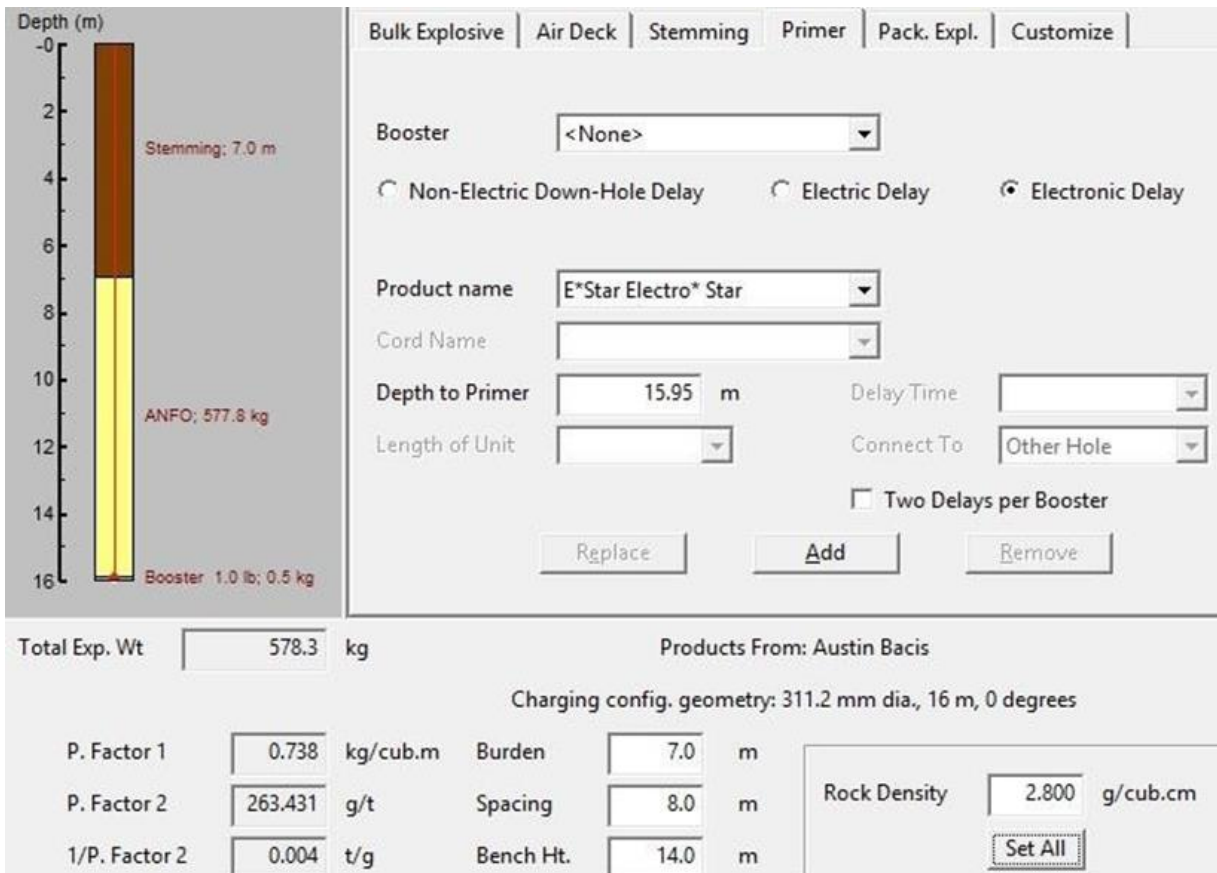 Depth (m)
-0
2
4
6
8
10
12
14
16
Stemming; 7.0 m
ANFO; 577.8 kg
Booster 1.0 lb; 0.5 kg
Bulk Explosive Air Deck Stemming Primer Pack. Expl. Customize
Booster <None>
Non-Electric Down-Hole Delay Electric Delay Electronic Delay
Product name E*Star Electro* Star
Cord Name
Depth to Primer 15.95 m Delay Time
Length of Unit Connect To Other Hole
Two Delays per Booster
Replace Add Remove
Total Exp. Wt 578.3 kg Products From: Austin Bacis
Charging config. geometry: 311.2 mm dia., 16 m, 0 degrees
P. Factor 1 0.738 kg/cub.m Burden 7.0 m
P. Factor 2 263.431 g/t Spacing 8.0 m Rock Density 2.800 g/cub.cm
1/P. Factor 2 0.004 t/g Bench Ht. 14.0 m Set All